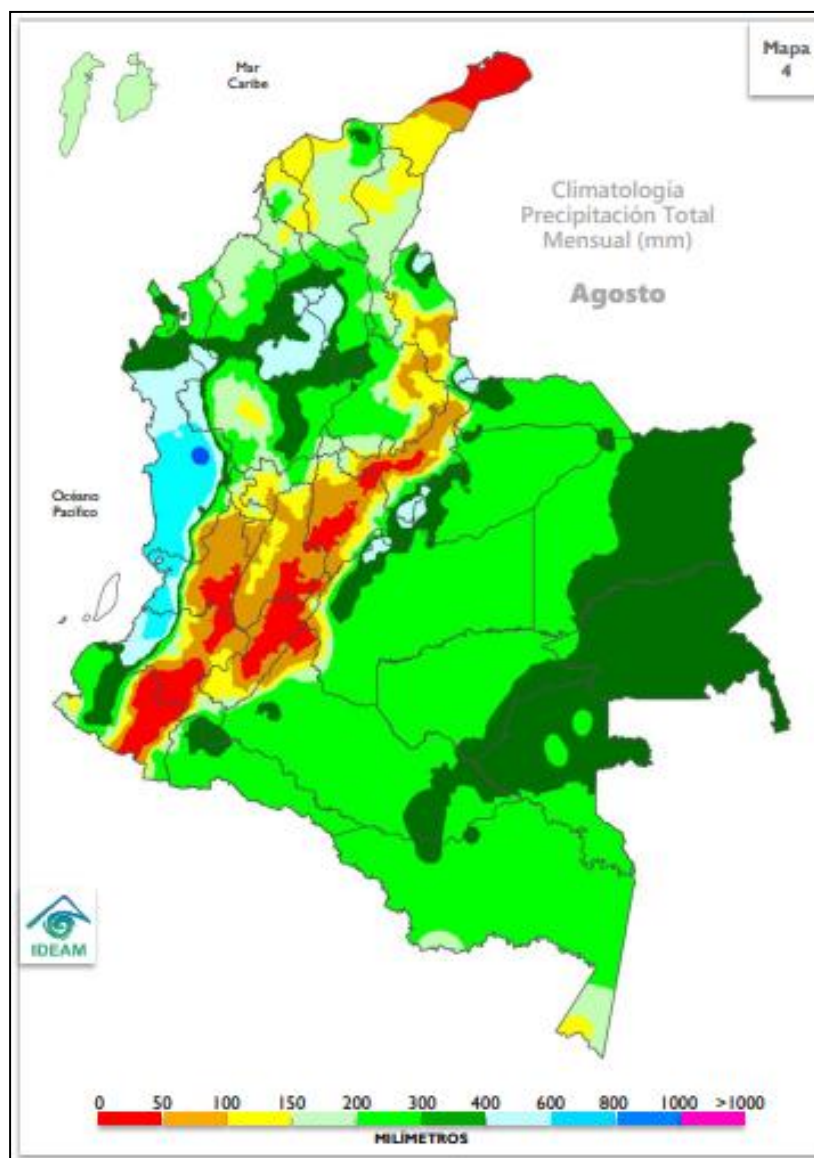 Mapa
4
Mar
Caribe
Climatología
Precipitación Total
Mensual (mm)
Agosto
Océano
Pacífico
IDEAM
0 50 100 150 200 300 400 600 800 1000 >1000
MILÍMETROS